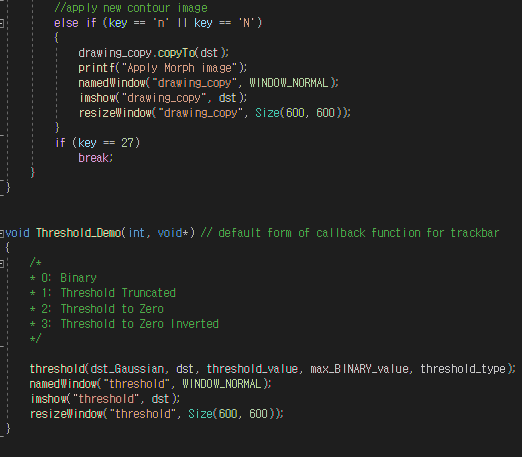 //apply new contour image
else if (key == 'n' || key == 'N')
{
drawing_copy.copyTo(dst);
printf("Apply Morph image");
namedWindow("drawing_copy", WINDOW_NORMAL);
imshow("drawing_copy", dst);
resizeWindow("drawing_copy", Size(600, 600));
}
if (key == 27)
break;
}
}
void Threshold_Demo(int, void*) // default form of callback function for trackbar
{
/*
* 0: Binary
* 1: Threshold Truncated
* 2: Threshold to Zero
* 3: Threshold to Zero Inverted
*/
threshold(dst_Gaussian, dst, threshold_value, max_BINARY_value, threshold_type);
namedWindow("threshold", WINDOW_NORMAL);
imshow("threshold", dst);
resizeWindow("threshold", Size(600, 600));
}